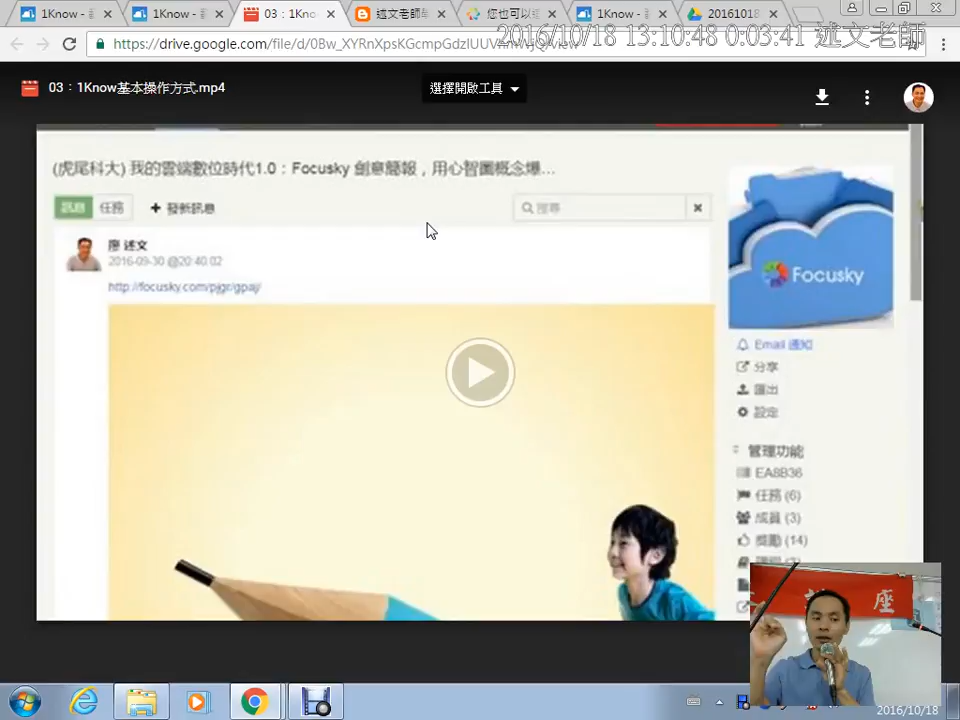 1Know -
1Know -
03：1Kno
述文老師
您也可以
1Know -
20161018
2016/10/18 13:10:48 0:03:41 述文老師
https://drive.google.com/file/d/0Bw_XYRnXpsKGcmpGdzlUUV
03：1Know基本操作方式.mp4
選擇開啟工具
(虎尾科大) 我的雲端數位時代1.0：Focusky 創意簡報，用心智圖概念爆...
訊息 任務 + 發新訊息
搜尋
廖 述文
2016-09-30 @20:40.02
http://focusky.com/pjgr/gpaj/
Focusky
Email 通知
分享
匯出
設定
管理功能
EA8B36
任務 (6)
成員 (3)
獎勵 (14)
座
2016/10/18